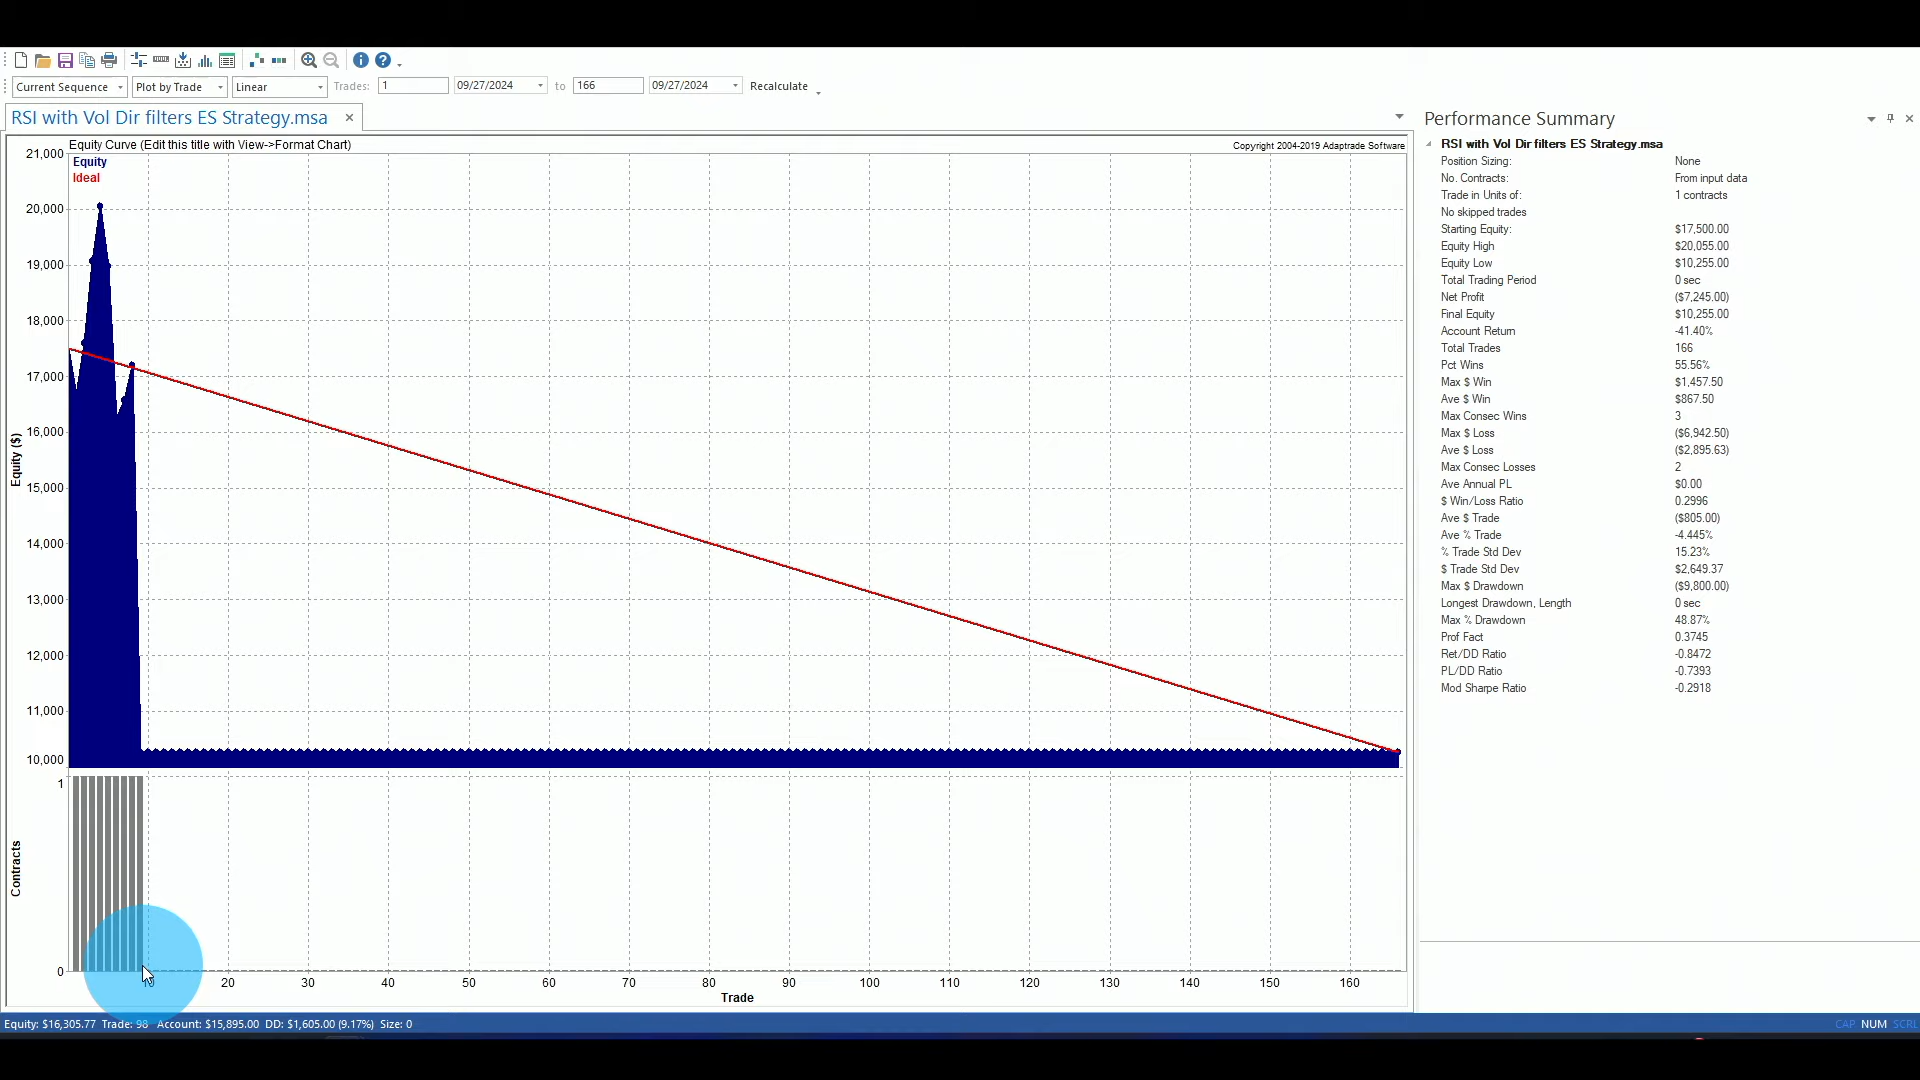 Current Sequence Plot by Trade Linear Trades: 1 09/27/2024 to 166 09/27/2024 Recalculate
RSI with Vol Dir filters ES Strategy.msa
Equity Curve (Edit this title with View->Format Chart)
Copyright 2004-2019 Adaptrade Software
Equity
Ideal
21,000
20,000
19,000
18,000
17,000
16,000
15,000
14,000
13,000
12,000
11,000
10,000
Equity ($)
1
0
Contracts
10 20 30 40 50 60 70 80 90 100 110 120 130 140 150 160
Trade
Performance Summary
RSI with Vol Dir filters ES Strategy.msa
Position Sizing: None
No. Contracts: From input data
Trade in Units of: 1 contracts
No skipped trades
Starting Equity: $17,500.00
Equity High $20,055.00
Equity Low $10,255.00
Total Trading Period 0 sec
Net Profit ($7,245.00)
Final Equity $10,255.00
Account Return -41.40%
Total Trades 166
Pct Wins 55.56%
Max $ Win $1,457.50
Ave $ Win $867.50
Max Consec Wins 3
Max $ Loss ($6,942.50)
Ave $ Loss ($2,895.63)
Max Consec Losses 2
Ave Annual PL $0.00
$ Win/Loss Ratio 0.2996
Ave $ Trade ($805.00)
Ave % Trade -4.445%
% Trade Std Dev 15.23%
$ Trade Std Dev $2,649.37
Max $ Drawdown ($9,800.00)
Longest Drawdown, Length 0 sec
Max % Drawdown 48.87%
Prof Fact 0.3745
Ret/DD Ratio -0.8472
PL/DD Ratio -0.7393
Mod Sharpe Ratio -0.2918
Equity: $16,305.77 Trade: 98 Account: $15,895.00 DD: $1,605.00 (9.17%) Size: 0
CAP NUM SCRL